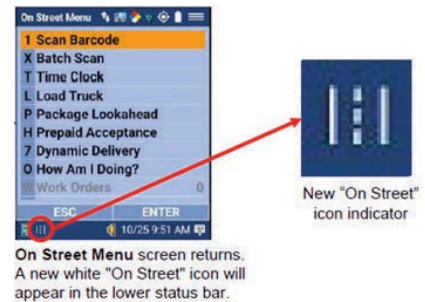 On Street Menu
1 Scan Barcode
X Batch Scan
T Time Clock
L Load Truck
P Package Lookahead
H Prepaid Acceptance
7 Dynamic Delivery
O How Am I Doing?
W Work Orders 0
ESC ENTER
10/25 9:51 AM
New "On Street"
icon indicator
On Street Menu screen returns.
A new white "On Street" icon will
appear in the lower status bar.